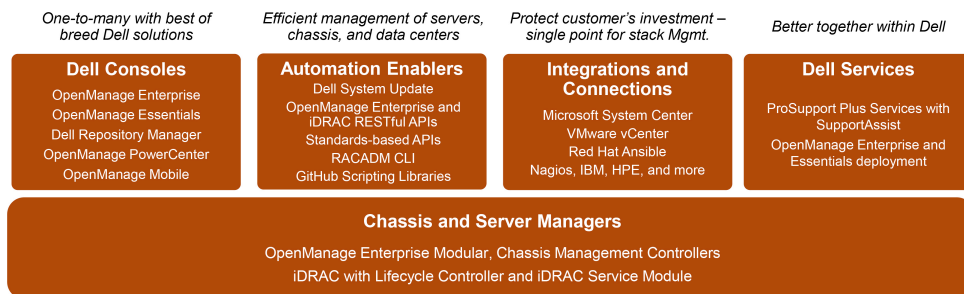 One-to-many with best of
breed Dell solutions
Efficient management of servers,
chassis, and data centers
Protect customer's investment –
single point for stack Mgmt.
Better together within Dell
Dell Consoles
OpenManage Enterprise
OpenManage Essentials
Dell Repository Manager
OpenManage PowerCenter
OpenManage Mobile
Automation Enablers
Dell System Update
OpenManage Enterprise and
iDRAC RESTful APIs
Standards-based APIs
RACADM CLI
GitHub Scripting Libraries
Integrations and
Connections
Microsoft System Center
VMware vCenter
Red Hat Ansible
Nagios, IBM, HPE, and more
Dell Services
ProSupport Plus Services with
SupportAssist
OpenManage Enterprise and
Essentials deployment
Chassis and Server Managers
OpenManage Enterprise Modular, Chassis Management Controllers
iDRAC with Lifecycle Controller and iDRAC Service Module